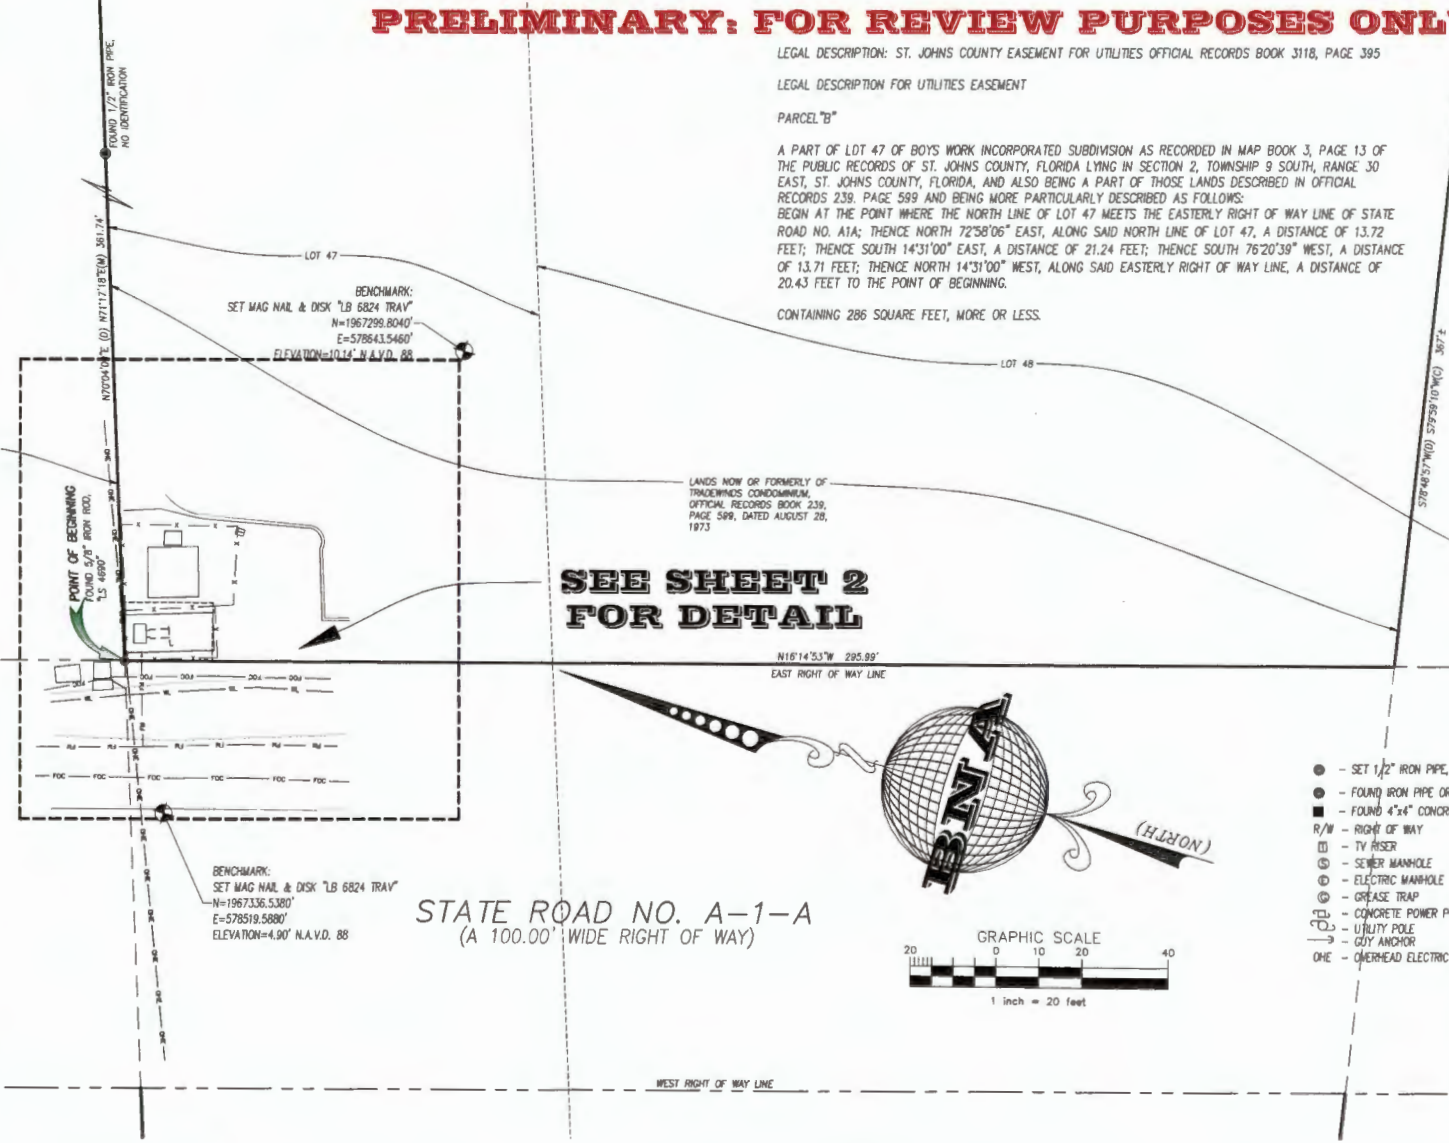 PRELIMINARY: FOR REVIEW PURPOSES ONL
LEGAL DESCRIPTION: ST. JOHNS COUNTY EASEMENT FOR UTILITIES OFFICIAL RECORDS BOOK 3118, PAGE 395
LEGAL DESCRIPTION FOR UTILITIES EASEMENT
PARCEL "B"
A PART OF LOT 47 OF BOYS WORK INCORPORATED SUBDIVISION AS RECORDED IN MAP BOOK 3, PAGE 13 OF
THE PUBLIC RECORDS OF ST. JOHNS COUNTY, FLORIDA LYING IN SECTION 2, TOWNSHIP 9 SOUTH, RANGE 30
EAST, ST. JOHNS COUNTY, FLORIDA, AND ALSO BEING A PART OF THOSE LANDS DESCRIBED IN OFFICIAL
RECORDS 239, PAGE 599 AND BEING MORE PARTICULARLY DESCRIBED AS FOLLOWS:
BEGIN AT THE POINT WHERE THE NORTH LINE OF LOT 47 MEETS THE EASTERLY RIGHT OF WAY LINE OF STATE
ROAD NO. A1A; THENCE NORTH 72°58'06" EAST, ALONG SAID NORTH LINE OF LOT 47, A DISTANCE OF 13.72
FEET; THENCE SOUTH 14°31'00" EAST, A DISTANCE OF 21.24 FEET; THENCE SOUTH 76°20'39" WEST, A DISTANCE
OF 13.71 FEET; THENCE NORTH 14°31'00" WEST, ALONG SAID EASTERLY RIGHT OF WAY LINE, A DISTANCE OF
20.43 FEET TO THE POINT OF BEGINNING.
CONTAINING 286 SQUARE FEET, MORE OR LESS.
FOUND 1/2" IRON PIPE,
NO IDENTIFICATION
N71°17'18"E(M) 361.74'
LOT 47
BENCHMARK:
SET MAG NAIL & DISK "LB 6824 TRAV"
N=1967299.8040'
E=578643.5460'
ELEVATION=10.14' N.A.V.D. 88
LOT 48
S78°48'57"W(D) S79°59'10"W(C) 367'±
LANDS NOW OR FORMERLY OF
TRADEWINDS CONDOMINIUM,
OFFICIAL RECORDS BOOK 239,
PAGE 599, DATED AUGUST 28,
1973
POINT OF BEGINNING
FOUND 5/8" IRON ROD,
"LS 4690"
SEE SHEET 2
FOR DETAIL
N16°14'53"W 295.99'
EAST RIGHT OF WAY LINE
BNA
(NORTH)
FOC FOC FOC FOC FOC
BENCHMARK:
SET MAG NAIL & DISK "LB 6824 TRAV"
N=1967336.5380'
E=578519.5880'
ELEVATION=4.90' N.A.V.D. 88
STATE ROAD NO. A-1-A
(A 100.00' WIDE RIGHT OF WAY)
GRAPHIC SCALE
20 0 10 20 40
1 inch = 20 feet
- SET 1/2" IRON PIPE,
- FOUND IRON PIPE OR
- FOUND 4"x4" CONCR
R/W - RIGHT OF WAY
- TV RISER
S - SEWER MANHOLE
E - ELECTRIC MANHOLE
G - GREASE TRAP
- CONCRETE POWER P
- UTILITY POLE
- GUY ANCHOR
OHE - OVERHEAD ELECTRIC
WEST RIGHT OF WAY LINE